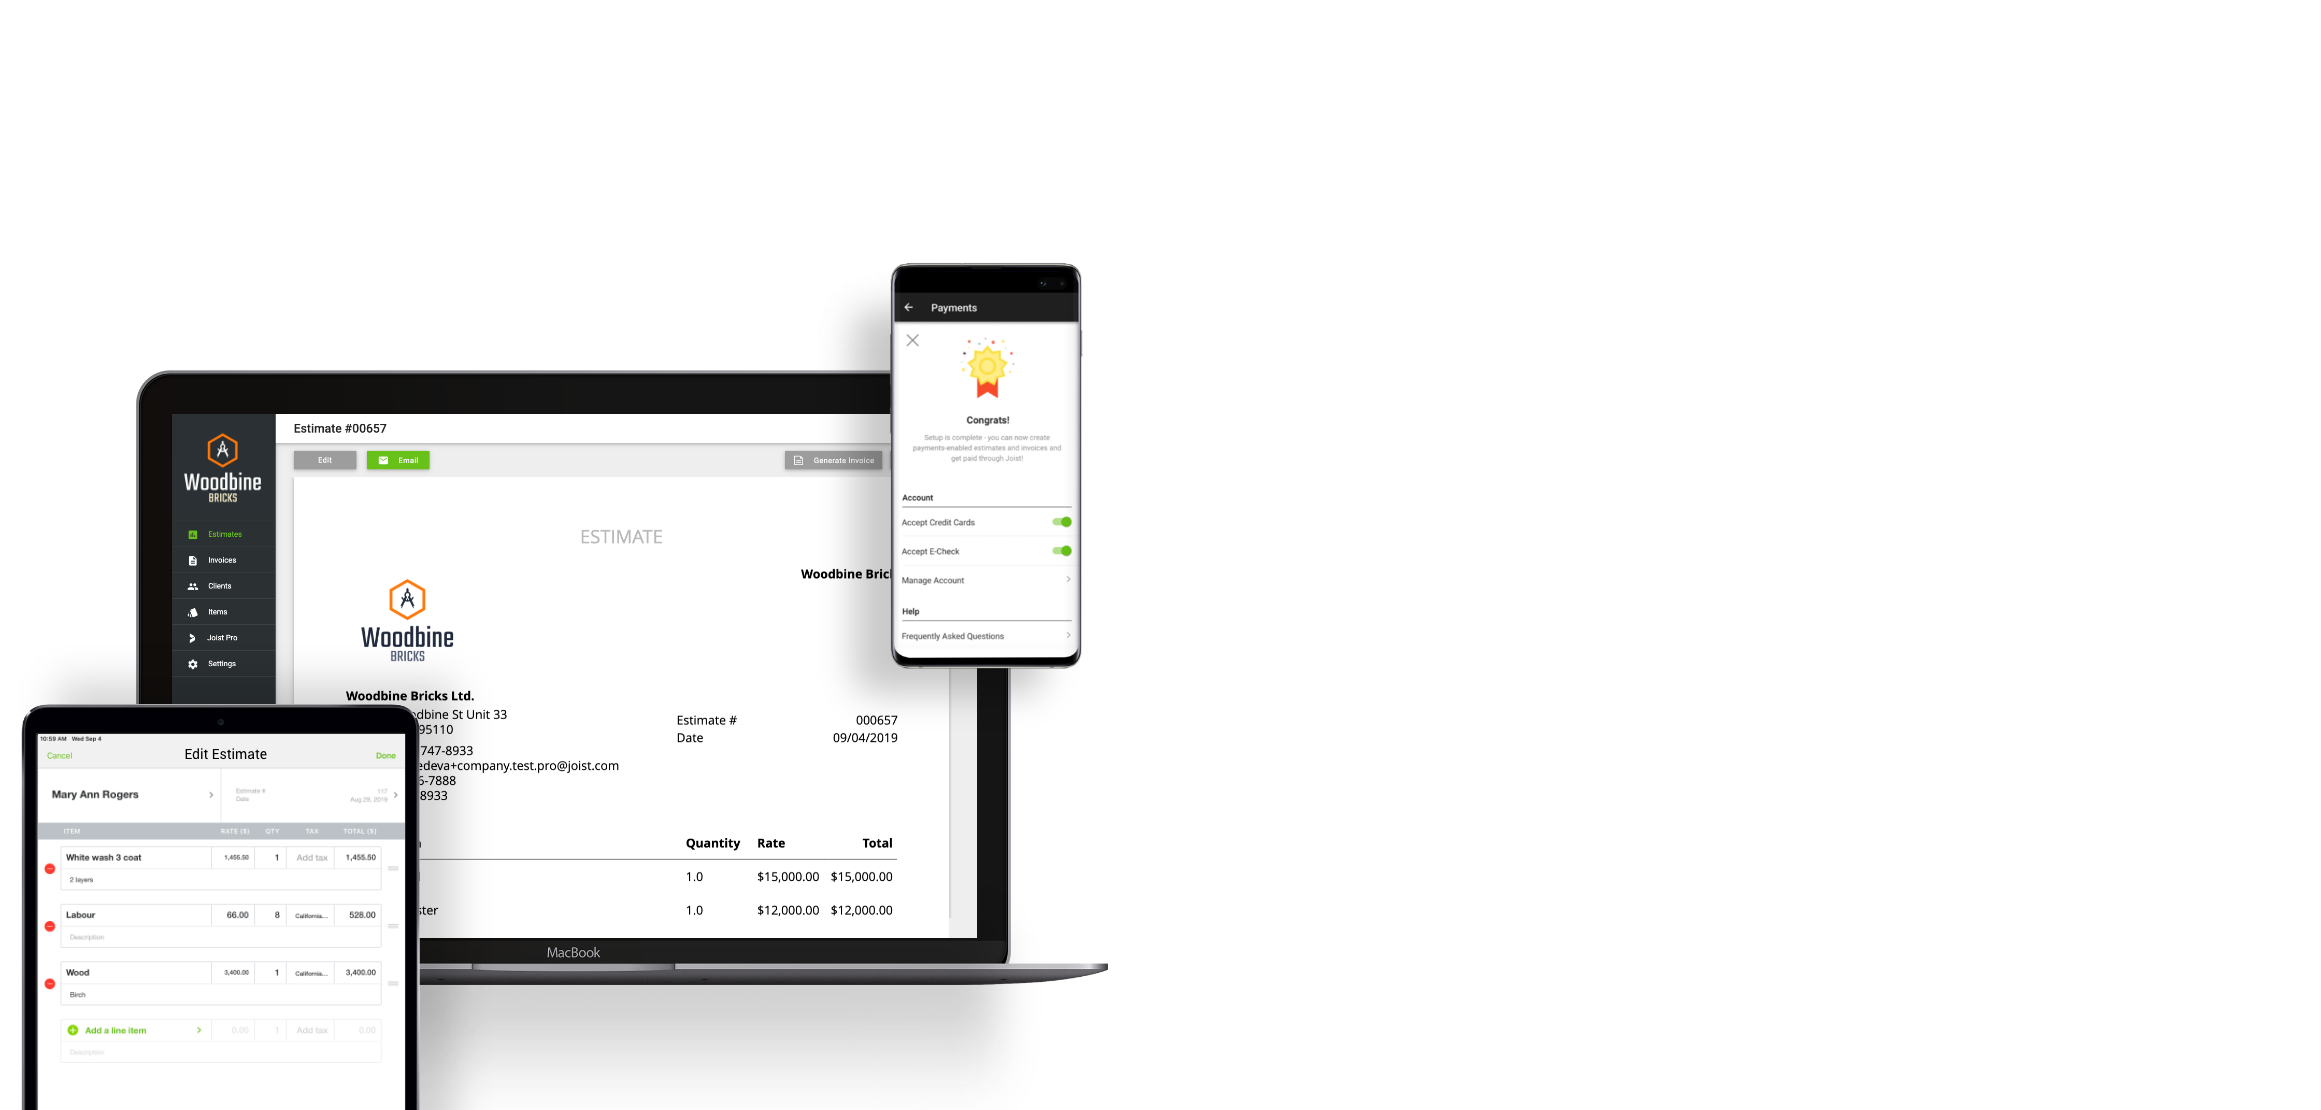 Payments
Congrats!
Setup is complete - you can now create
payments-enabled estimates and invoices and
get paid through Joist!
Account
Accept Credit Cards
Accept E-Check
Manage Account
Help
Frequently Asked Questions
Estimate #00657
Edit
Email
Generate Invoice
Woodbine
BRICKS
Estimates
Invoices
Clients
Items
Joist Pro
Settings
ESTIMATE
Woodbine Bric
Woodbine
BRICKS
Woodbine Bricks Ltd.
dbine St Unit 33
95110
747-8933
edeva+company.test.pro@joist.com
6-7888
8933
Estimate # 000657
Date 09/04/2019
Quantity Rate Total
1.0 $15,000.00 $15,000.00
ster 1.0 $12,000.00 $12,000.00
MacBook
10:59 AM Wed Sep 4
Cancel Edit Estimate Done
Mary Ann Rogers
Estimate # 117
Date Aug 29, 2019
ITEM RATE ($) QTY TAX TOTAL ($)
White wash 3 coat 1,455.50 1 Add tax 1,455.50
2 layers
Labour 66.00 8 California... 528.00
Description
Wood 3,400.00 1 California... 3,400.00
Birch
Add a line item 0.00 1 Add tax 0.00
Description